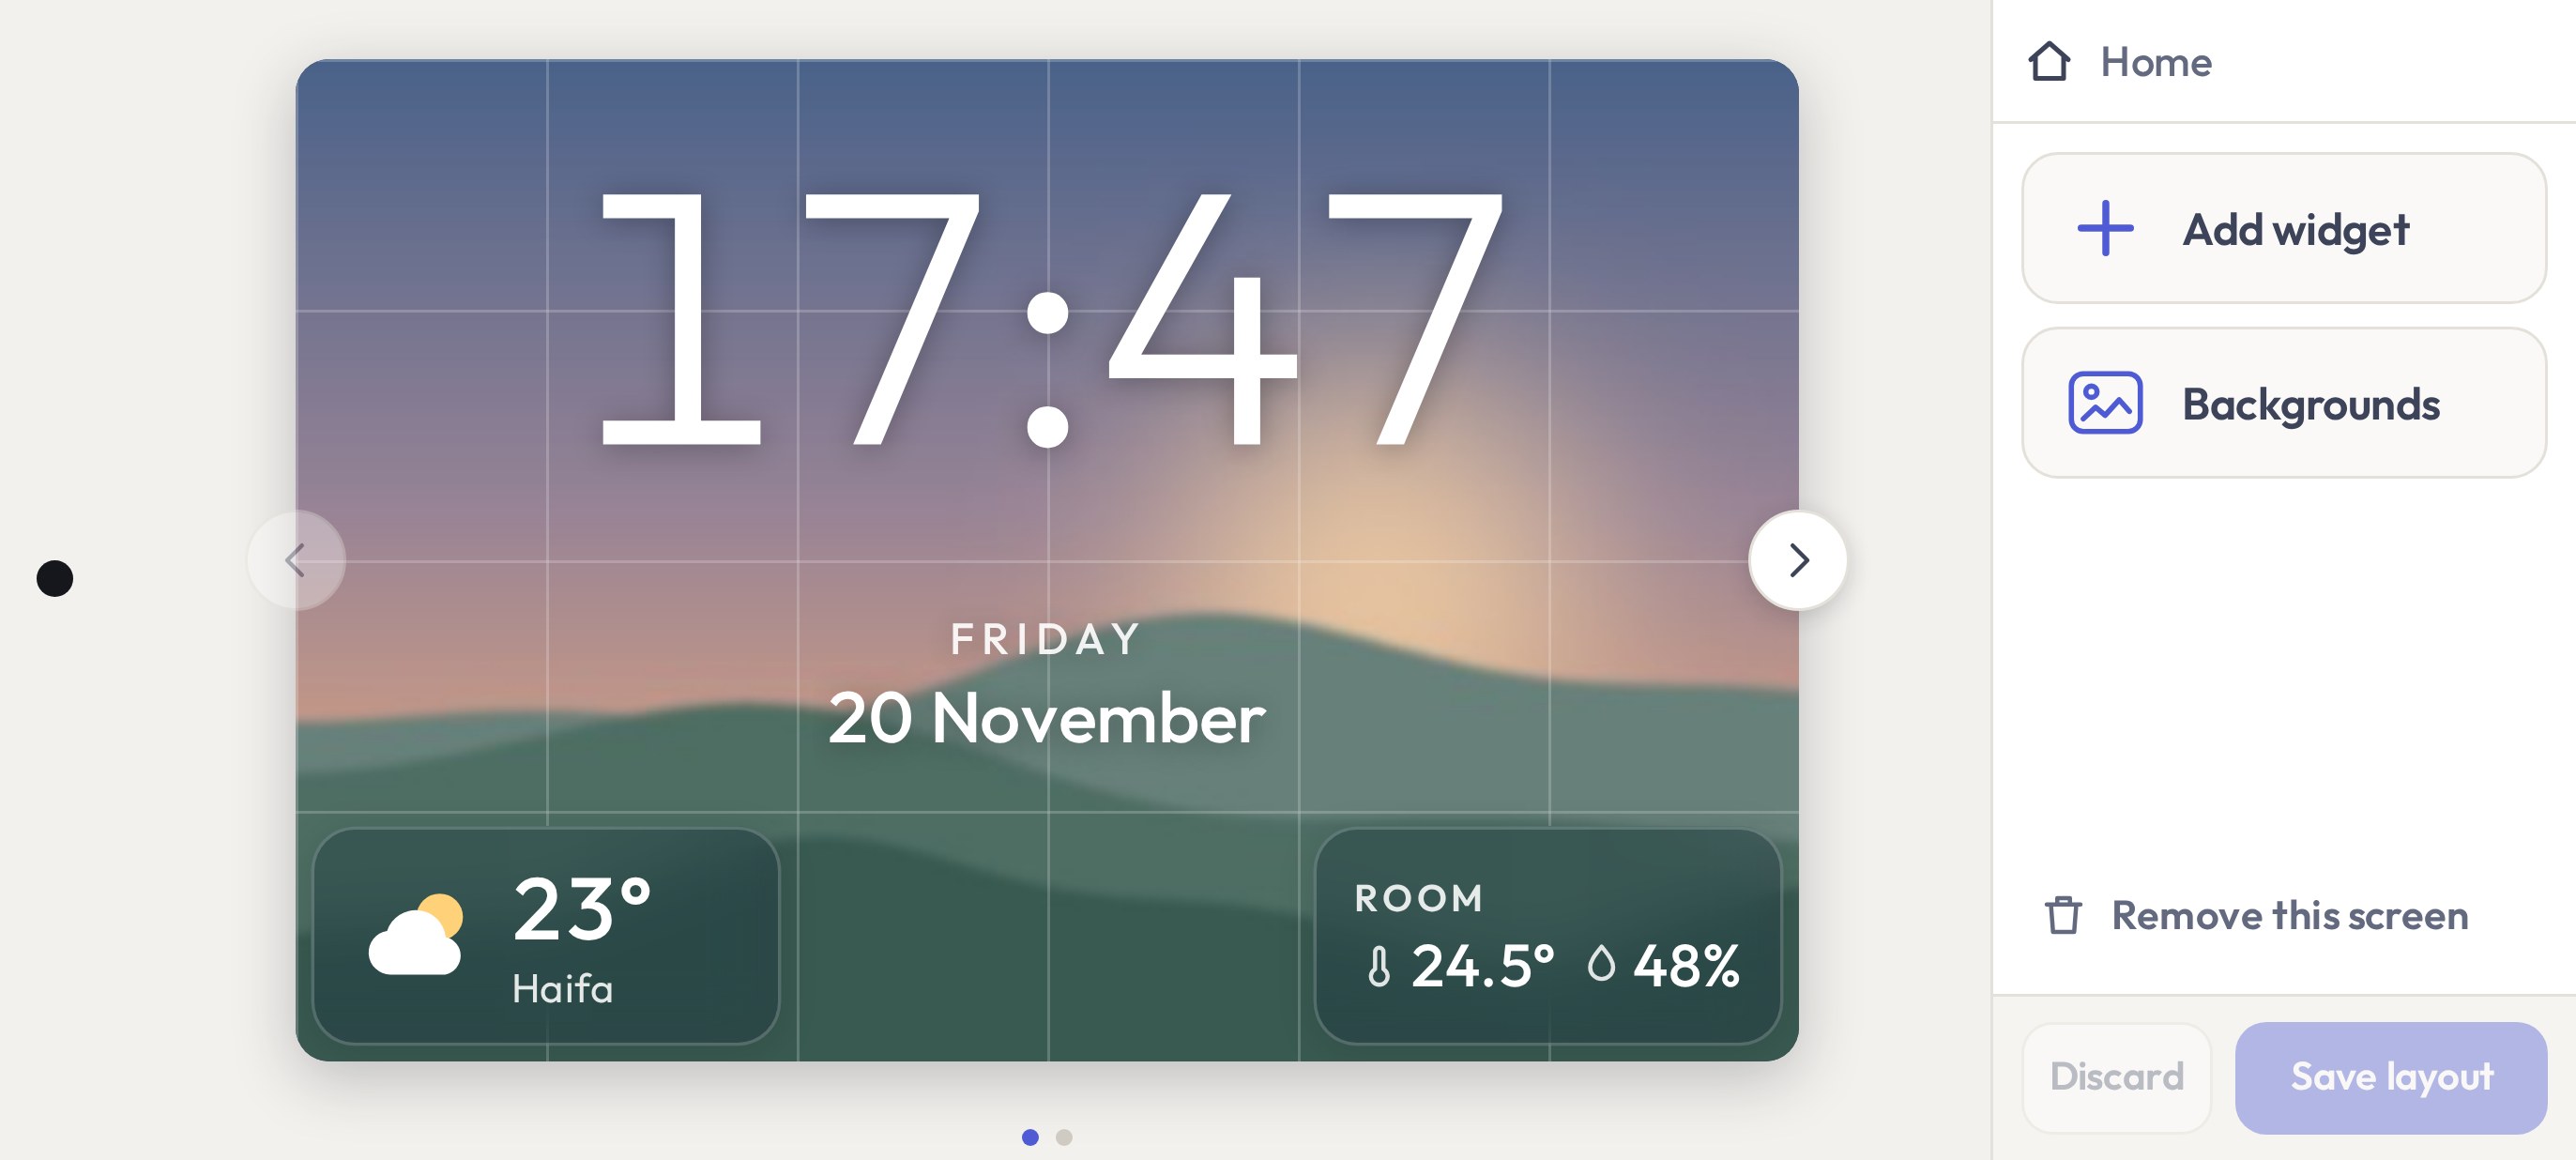 17:47
FRIDAY
20 November
23°
Haifa
ROOM
24.5° 48%
Home
Add widget
Backgrounds
Remove this screen
Discard Save layout